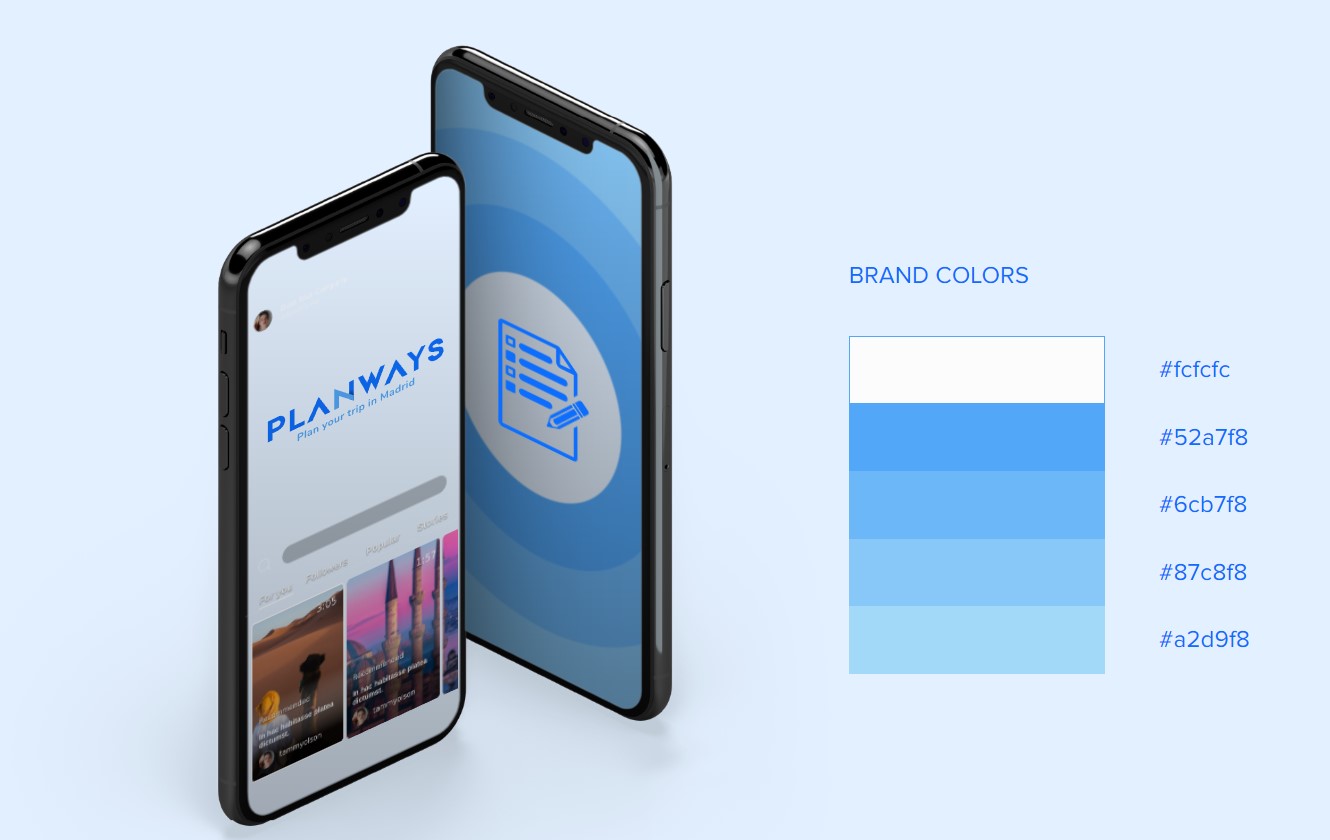 PLANWAYS
Plan your trip in Madrid
For you Followers Popular Stories
3:05
Recommended
In hac habitasse platea
dictumst.
tammyolson
1:57
Recommended
In hac habitasse platea
dictumst.
tammyolson
BRAND COLORS
#fcfcfc
#52a7f8
#6cb7f8
#87c8f8
#a2d9f8